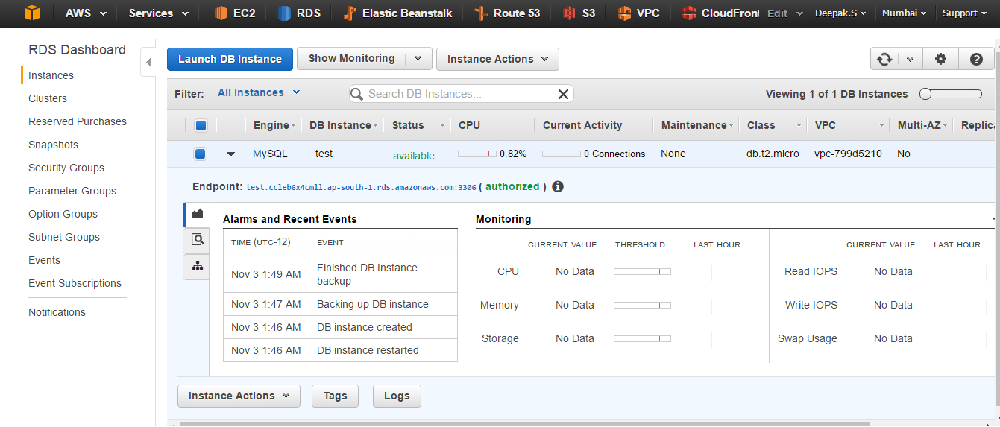 AWS Services EC2 RDS Elastic Beanstalk Route 53 S3 VPC CloudFront Edit Deepak.S Mumbai Support
RDS Dashboard
Instances
Clusters
Reserved Purchases
Snapshots
Security Groups
Parameter Groups
Option Groups
Subnet Groups
Events
Event Subscriptions
Notifications
Launch DB Instance Show Monitoring Instance Actions
Filter: All Instances Search DB Instances... Viewing 1 of 1 DB Instances
Engine DB Instance Status CPU Current Activity Maintenance Class VPC Multi-AZ Replica
MySQL test available 0.82% 0 Connections None db.t2.micro vpc-799d5210 No
Endpoint: test.ccleb6x4cmll.ap-south-1.rds.amazonaws.com:3306 ( authorized )
Alarms and Recent Events
TIME (UTC-12) EVENT
Nov 3 1:49 AM Finished DB Instance
backup
Nov 3 1:47 AM Backing up DB instance
Nov 3 1:46 AM DB instance created
Nov 3 1:46 AM DB instance restarted
Monitoring
CURRENT VALUE THRESHOLD LAST HOUR CURRENT VALUE LAST HOUR
CPU No Data Read IOPS No Data
Memory No Data Write IOPS No Data
Storage No Data Swap Usage No Data
Instance Actions Tags Logs